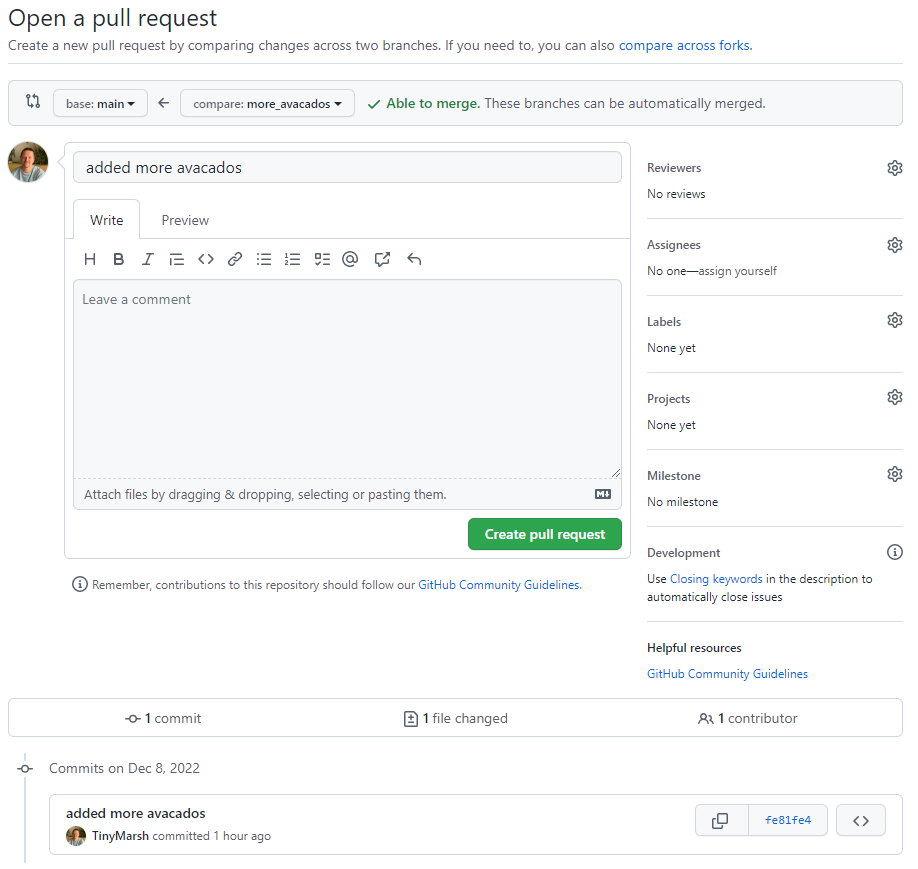 Open a pull request
Create a new pull request by comparing changes across two branches. If you need to, you can also compare across forks.
base: main compare: more_avacados Able to merge. These branches can be automatically merged.
added more avacados
Write Preview
Leave a comment
Attach files by dragging & dropping, selecting or pasting them.
Create pull request
Remember, contributions to this repository should follow our GitHub Community Guidelines.
Reviewers
No reviews
Assignees
No one—assign yourself
Labels
None yet
Projects
None yet
Milestone
No milestone
Development
Use Closing keywords in the description to
automatically close issues
Helpful resources
GitHub Community Guidelines
1 commit 1 file changed 1 contributor
Commits on Dec 8, 2022
added more avacados
TinyMarsh committed 1 hour ago
fe81fe4